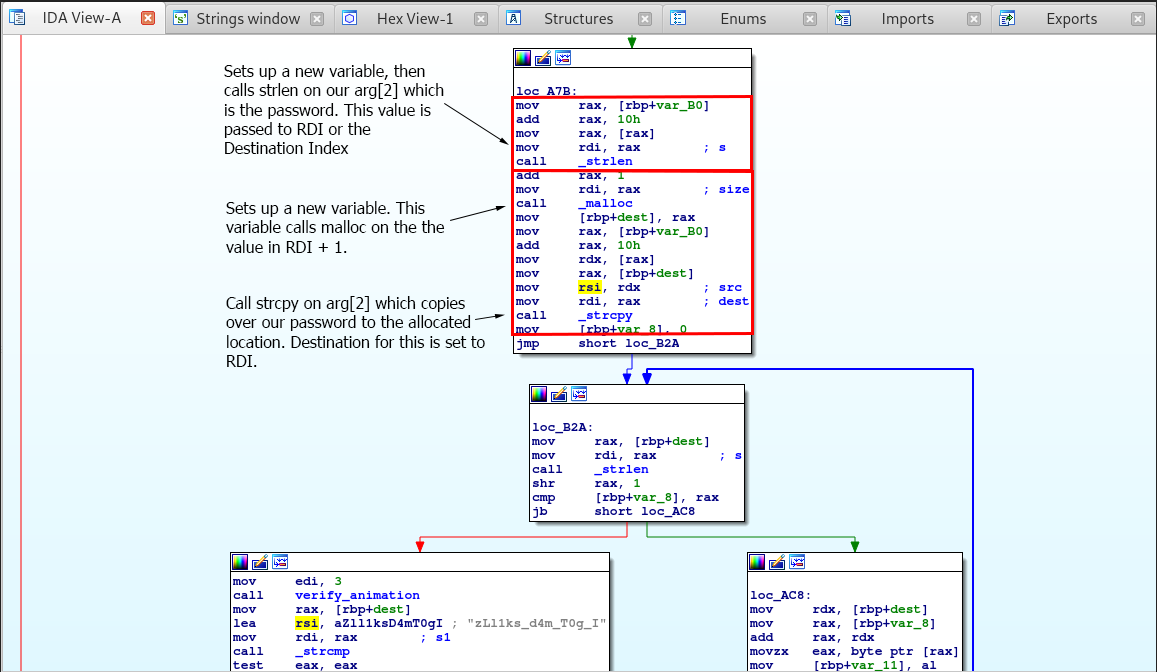 IDA View-A
Strings window
Hex View-1
Structures
Enums
Imports
Exports
Sets up a new variable, then
calls strlen on our arg[2] which
is the password. This value is
passed to RDI or the
Destination Index
Sets up a new variable. This
variable calls malloc on the the
value in RDI + 1.
Call strcpy on arg[2] which copies
over our password to the allocated
location. Destination for this is set to
RDI.
loc_A7B:
mov rax, [rbp+var_B0]
add rax, 10h
mov rax, [rax]
mov rdi, rax ; s
call _strlen
add rax, 1
mov rdi, rax ; size
call _malloc
mov [rbp+dest], rax
mov rax, [rbp+var_B0]
add rax, 10h
mov rdx, [rax]
mov rax, [rbp+dest]
mov rsi, rdx ; src
mov rdi, rax ; dest
call _strcpy
mov [rbp+var_8], 0
jmp short loc_B2A
loc_B2A:
mov rax, [rbp+dest]
mov rdi, rax ; s
call _strlen
shr rax, 1
cmp [rbp+var_8], rax
jb short loc_AC8
mov edi, 3
call verify_animation
mov rax, [rbp+dest]
lea rsi, aZl11ksD4mT0gI ; "zLl1ks_d4m_T0g_I"
mov rdi, rax ; s1
call _strcmp
test eax, eax
loc_AC8:
mov rdx, [rbp+dest]
mov rax, [rbp+var_8]
add rax, rdx
movzx eax, byte ptr [rax]
mov [rbp+var_11], al